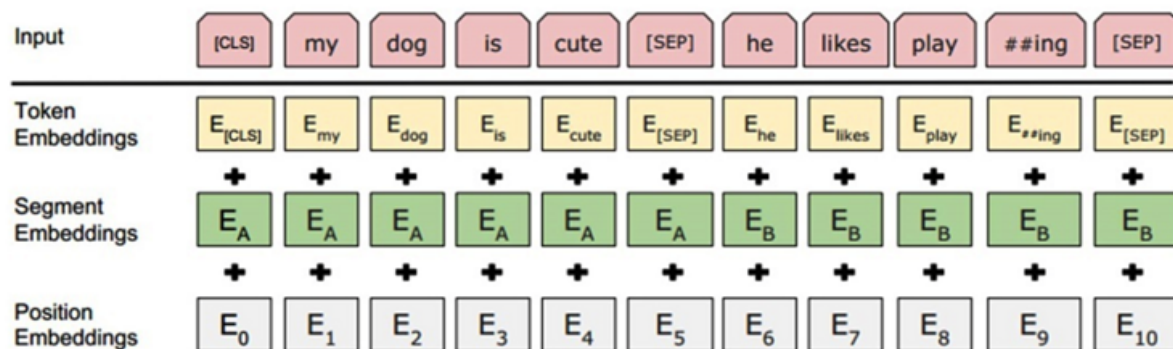 Input [CLS] my dog is cute [SEP] he likes play ##ing [SEP]
Token Embeddings E[CLS] Emy Edog Eis Ecute E[SEP] Ehe Elikes Eplay E##ing E[SEP]
+ + + + + + + + + + +
Segment Embeddings EA EA EA EA EA EA EB EB EB EB EB
+ + + + + + + + + + +
Position Embeddings E0 E1 E2 E3 E4 E5 E6 E7 E8 E9 E10